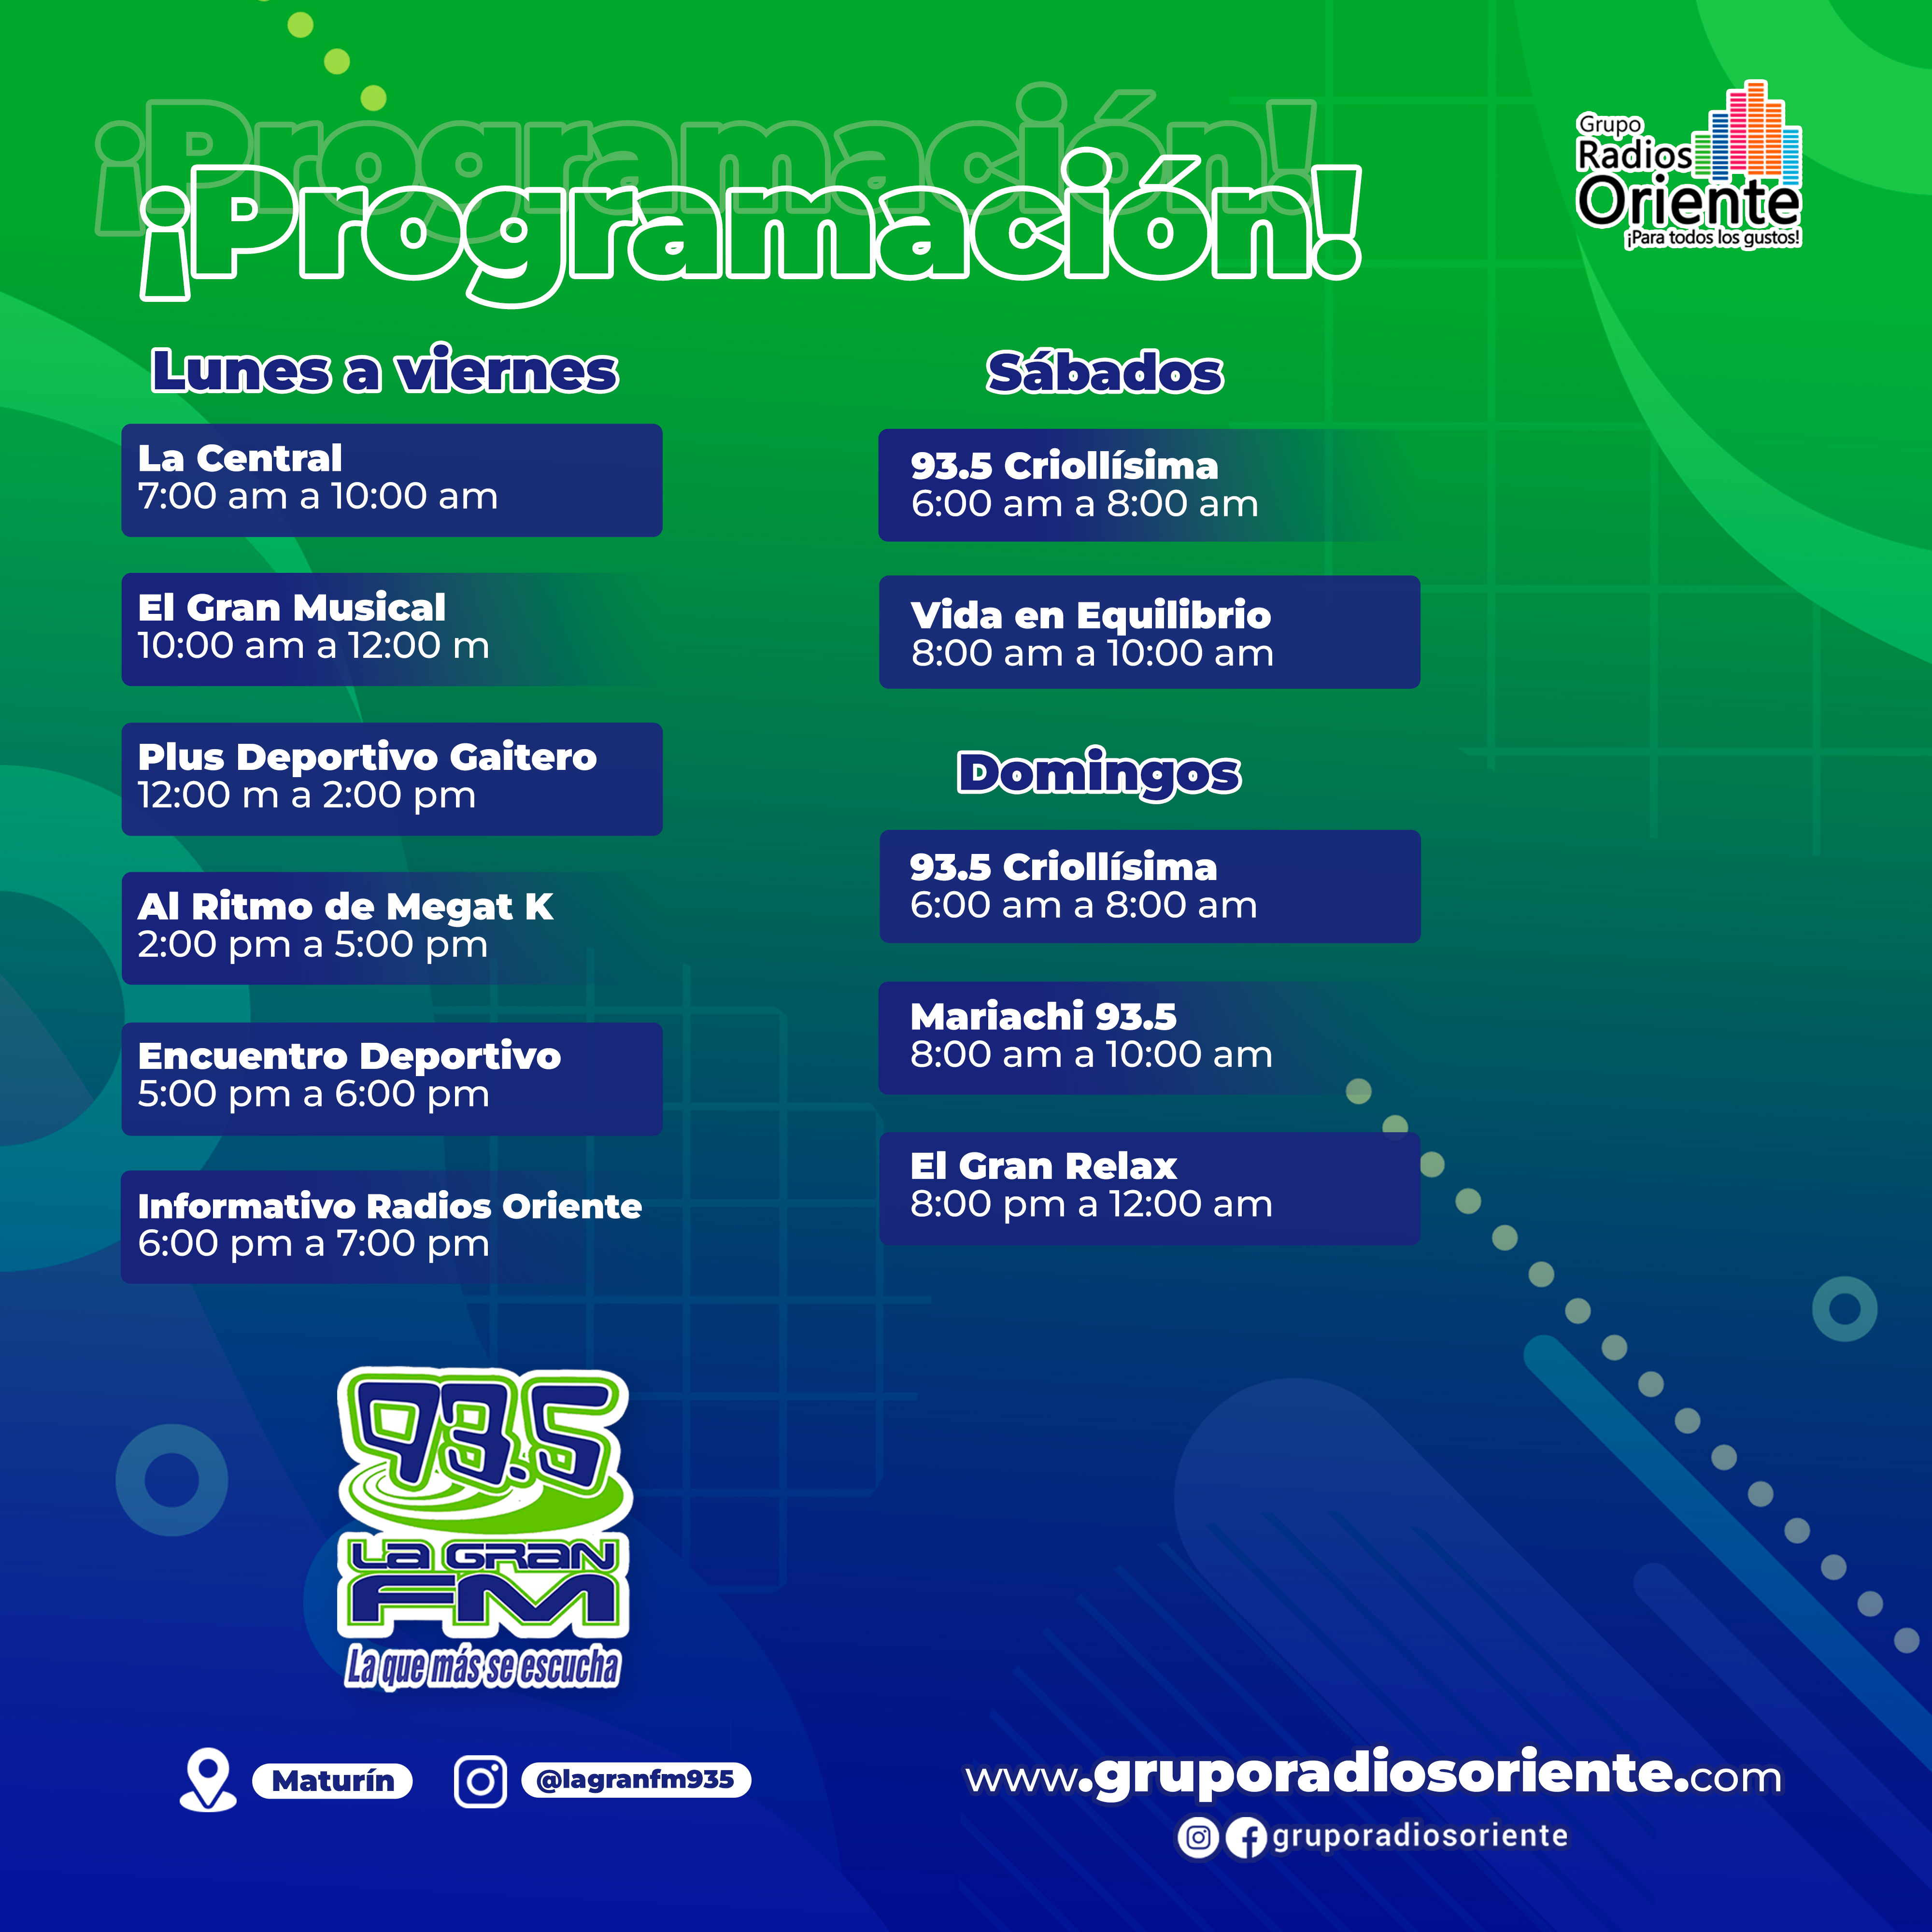 ¡Programación!
¡Programación!
Grupo
Radios
Oriente
¡Para todos los gustos!
Lunes a viernes
La Central
7:00 am a 10:00 am
El Gran Musical
10:00 am a 12:00 m
Plus Deportivo Gaitero
12:00 m a 2:00 pm
Al Ritmo de Megat K
2:00 pm a 5:00 pm
Encuentro Deportivo
5:00 pm a 6:00 pm
Informativo Radios Oriente
6:00 pm a 7:00 pm
Sábados
93.5 Criollísima
6:00 am a 8:00 am
Vida en Equilibrio
8:00 am a 10:00 am
Domingos
93.5 Criollísima
6:00 am a 8:00 am
Mariachi 93.5
8:00 am a 10:00 am
El Gran Relax
8:00 pm a 12:00 am
93.5
La Gran
FM
La que más se escucha
Maturín
@lagranfm935
www.gruporadiosoriente.com
gruporadiosoriente